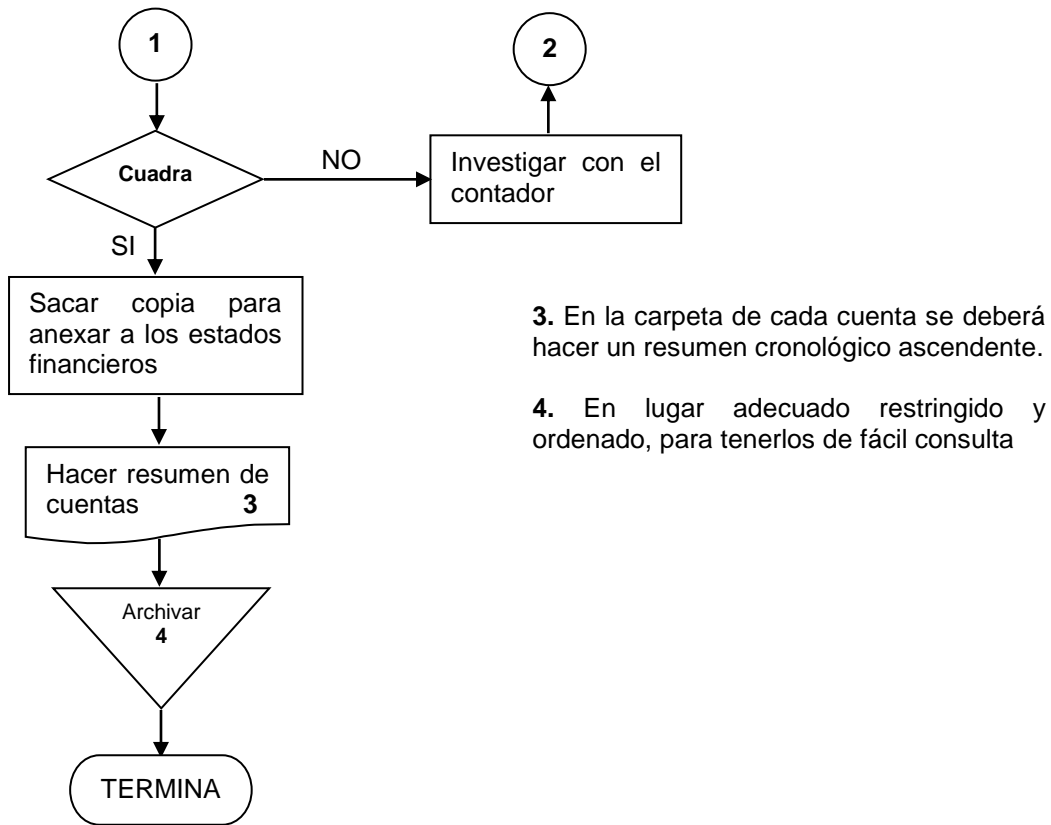 1
2
Cuadra
NO
Investigar con el
contador
SI
Sacar copia para
anexar a los estados
financieros
3. En la carpeta de cada cuenta se deberá
hacer un resumen cronológico ascendente.
4. En lugar adecuado restringido y
ordenado, para tenerlos de fácil consulta
Hacer resumen de
cuentas 3
Archivar
4
TERMINA